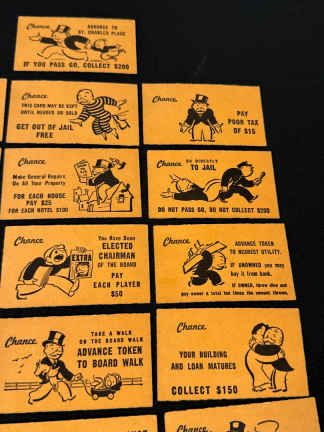 Chance
ADVANCE TO
ST. CHARLES PLACE
IF YOU PASS GO, COLLECT $200
Chance
THIS CARD MAY BE KEPT
UNTIL NEEDED OR SOLD
GET OUT OF JAIL
FREE
Chance
PAY
POOR TAX
OF $15
Chance
Make General Repairs
On All Your Property
FOR EACH HOUSE
PAY $25
FOR EACH HOTEL $100
Chance
GO DIRECTLY
TO JAIL
DO NOT PASS GO, DO NOT COLLECT $200
Chance
You Have Been
ELECTED
CHAIRMAN
OF THE BOARD
PAY
EACH PLAYER
$50
EXTRA
Chance
ADVANCE TOKEN
TO NEAREST UTILITY.
IF UNOWNED you may
buy it from bank.
IF OWNED, throw dice and
pay owner a total ten times the amount thrown.
Chance
TAKE A WALK
ON THE BOARD WALK
ADVANCE TOKEN
TO BOARD WALK
Chance
YOUR BUILDING
AND LOAN MATURES
COLLECT $150
Chance